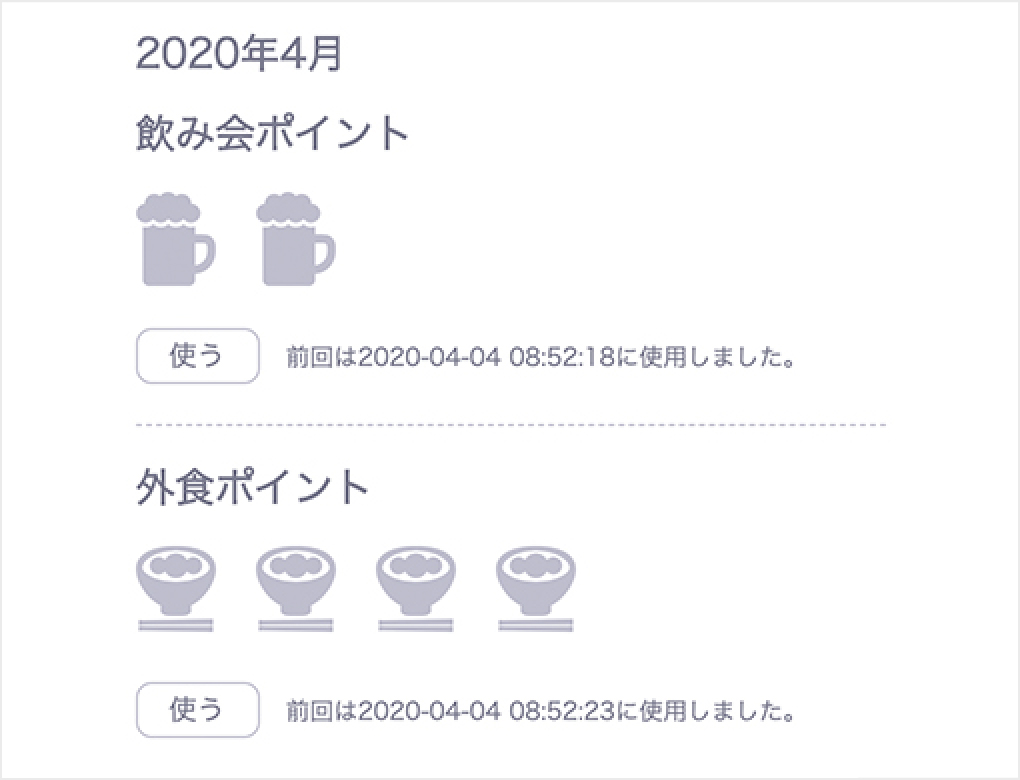 2020年4月
飲み会ポイント
使う 前回は2020-04-04 08:52:18に使用しました。
外食ポイント
使う 前回は2020-04-04 08:52:23に使用しました。